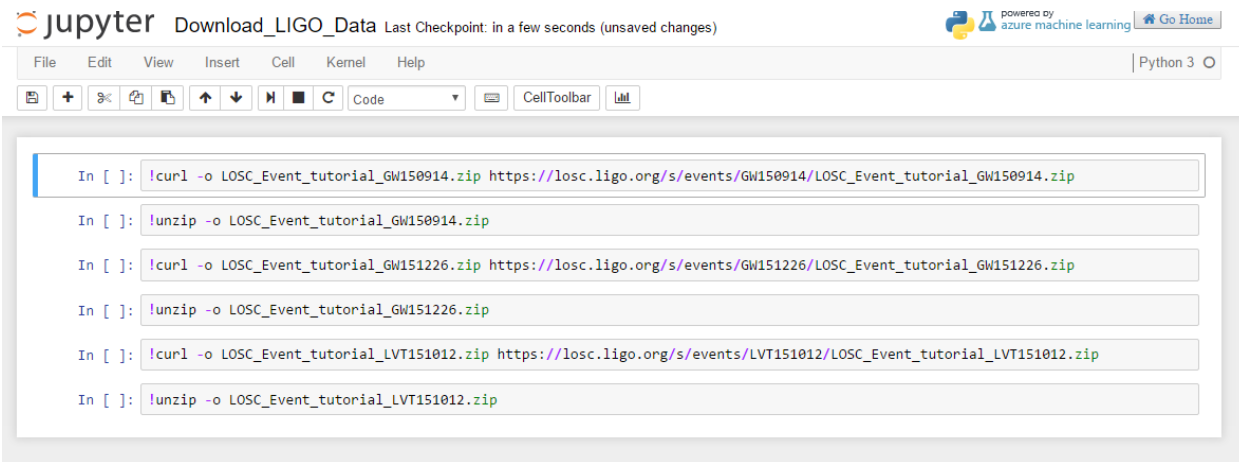 jupyter Download_LIGO_Data Last Checkpoint: in a few seconds (unsaved changes)
powered by
azure machine learning
Go Home
File Edit View Insert Cell Kernel Help
Python 3
Code
CellToolbar
In [ ]: !curl -o LOSC_Event_tutorial_GW150914.zip https://losc.ligo.org/s/events/GW150914/LOSC_Event_tutorial_GW150914.zip
In [ ]: !unzip -o LOSC_Event_tutorial_GW150914.zip
In [ ]: !curl -o LOSC_Event_tutorial_GW151226.zip https://losc.ligo.org/s/events/GW151226/LOSC_Event_tutorial_GW151226.zip
In [ ]: !unzip -o LOSC_Event_tutorial_GW151226.zip
In [ ]: !curl -o LOSC_Event_tutorial_LVT151012.zip https://losc.ligo.org/s/events/LVT151012/LOSC_Event_tutorial_LVT151012.zip
In [ ]: !unzip -o LOSC_Event_tutorial_LVT151012.zip